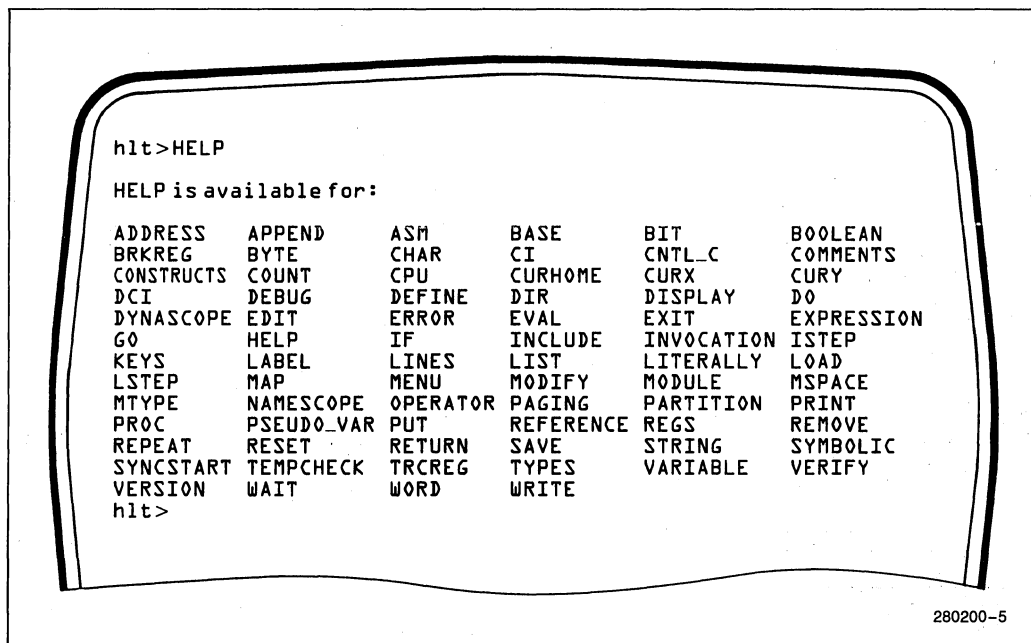 hlt>HELP
HELP is available for:
ADDRESS APPEND ASM BASE BIT BOOLEAN
BRKREG BYTE CHAR CI CNTL_C COMMENTS
CONSTRUCTS COUNT CPU CURHOME CURX CURY
DCI DEBUG DEFINE DIR DISPLAY DO
DYNASCOPE EDIT ERROR EVAL EXIT EXPRESSION
GO HELP IF INCLUDE INVOCATION ISTEP
KEYS LABEL LINES LIST LITERALLY LOAD
LSTEP MAP MENU MODIFY MODULE MSPACE
MTYPE NAMESCOPE OPERATOR PAGING PARTITION PRINT
PROC PSEUDO_VAR PUT REFERENCE REGS REMOVE
REPEAT RESET RETURN SAVE STRING SYMBOLIC
SYNCSTART TEMPCHECK TRCREG TYPES VARIABLE VERIFY
VERSION WAIT WORD WRITE
hlt>
280200-5